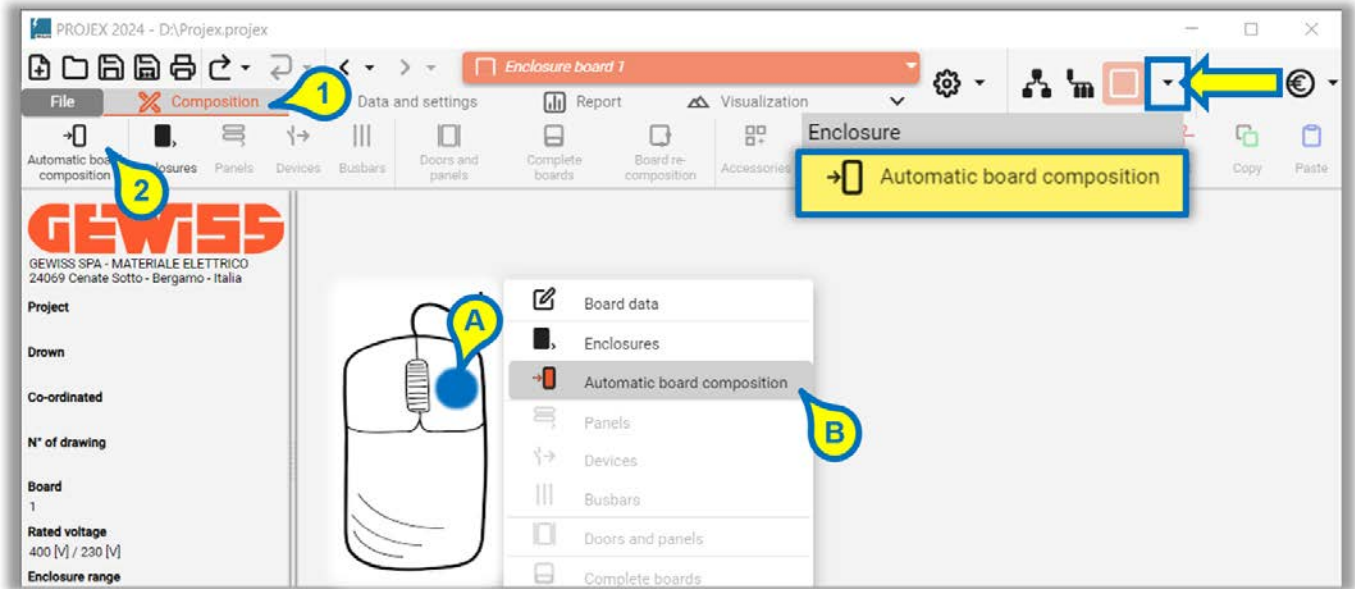 PROJEX 2024 - D:\Projex.projex
Enclosure board 1
File
Composition
1
Data and settings
Report
Visualization
Enclosure
Automatic board composition
Automatic boa
composition
2
osures
Panels
Devices
Busbars
Doors and
panels
Complete
boards
Board re-
composition
Accessories
Copy
Paste
GEWISS
GEWISS SPA - MATERIALE ELETTRICO
24069 Cenate Sotto - Bergamo - Italia
Project
Drown
Co-ordinated
N° of drawing
Board
1
Rated voltage
400 [V] / 230 [V]
Enclosure range
A
Board data
Enclosures
Automatic board composition
B
Panels
Devices
Busbars
Doors and panels
Complete boards